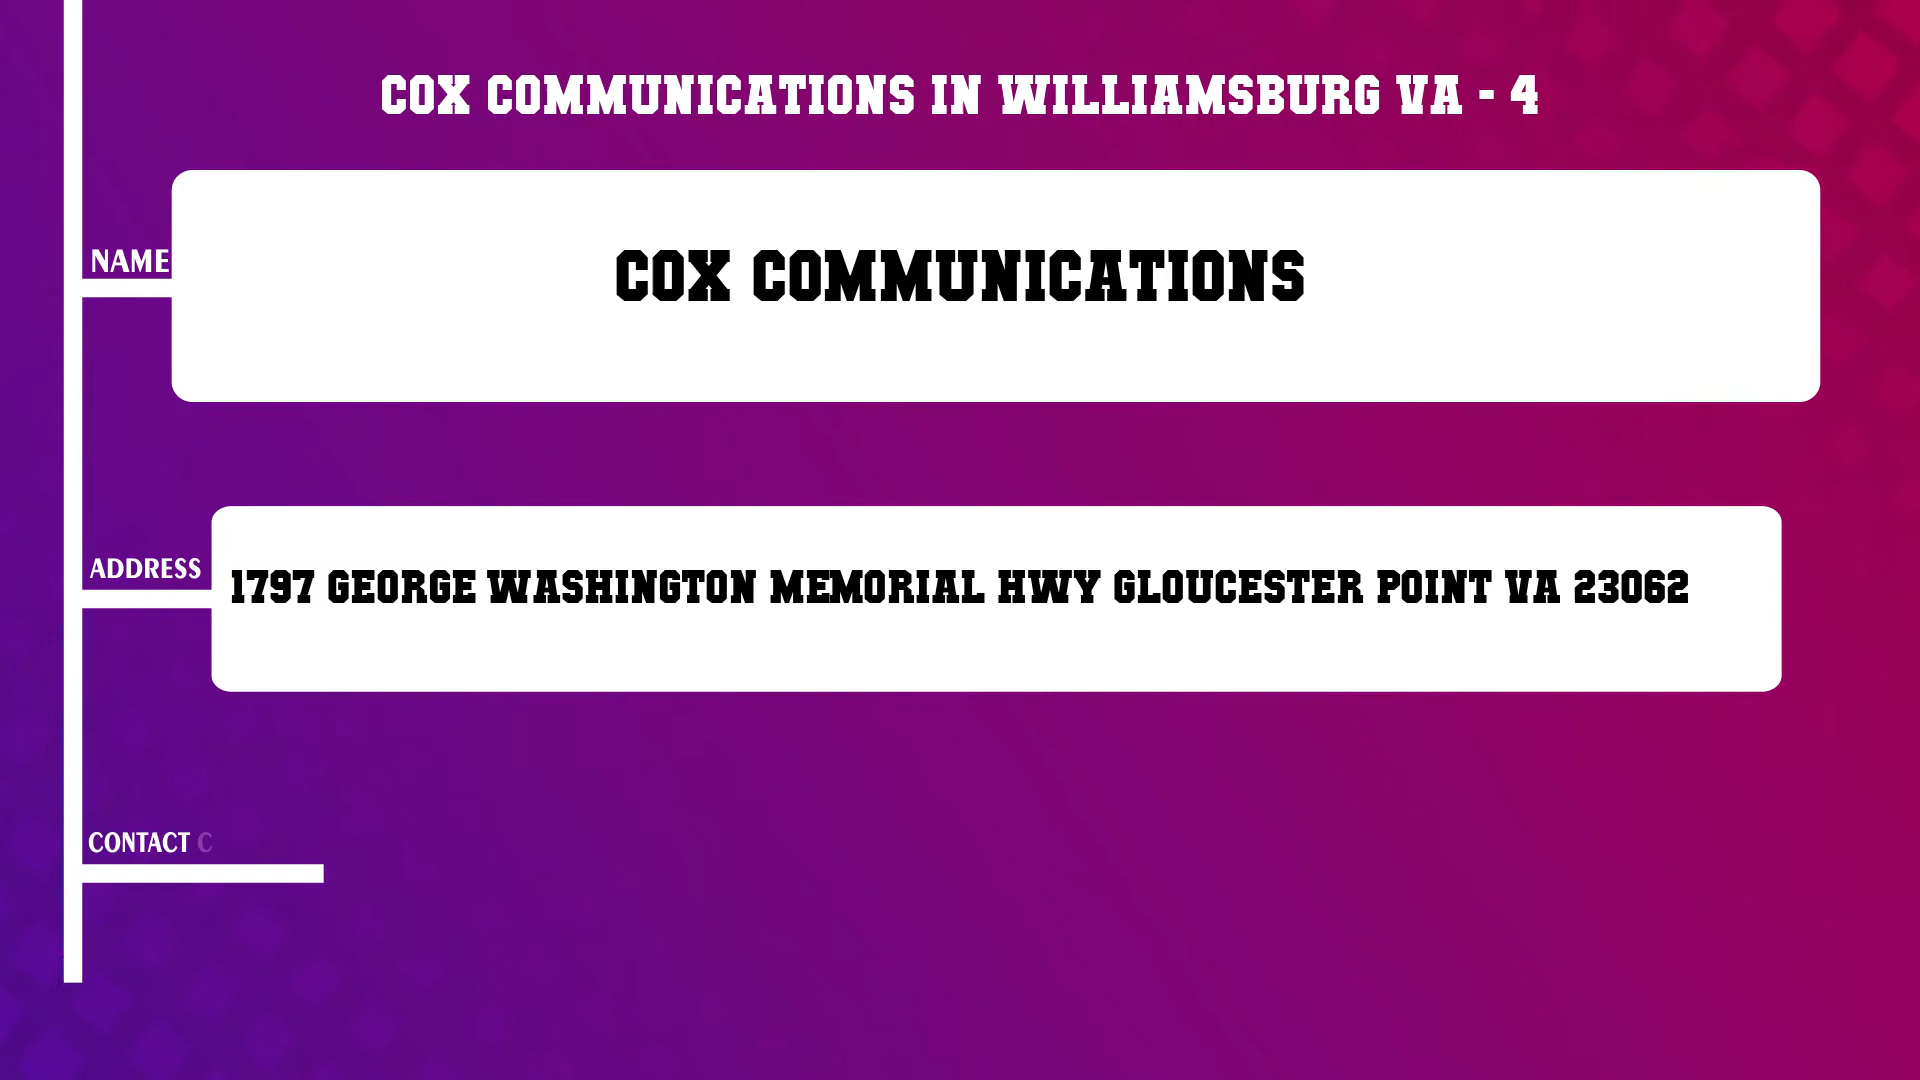 COX COMMUNICATIONS IN WILLIAMSBURG VA - 4
NAME
COX COMMUNICATIONS
ADDRESS
1797 GEORGE WASHINGTON MEMORIAL HWY GLOUCESTER POINT VA 23062
CONTACT C